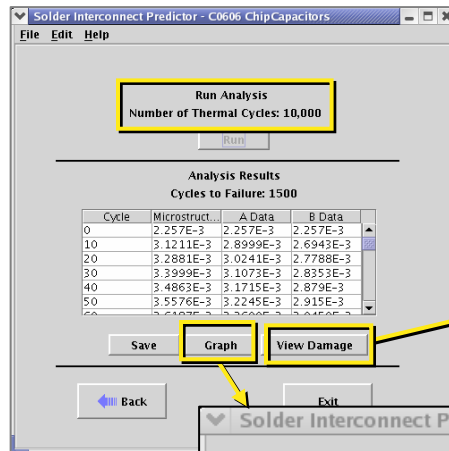 Solder Interconnect Predictor - C0606 ChipCapacitors
File Edit Help
Run Analysis
Number of Thermal Cycles: 10,000
Run
Analysis Results
Cycles to Failure: 1500
Cycle Microstruct... A Data B Data
0 2.257E-3 2.257E-3 2.257E-3
10 3.1211E-3 2.8999E-3 2.6943E-3
20 3.2881E-3 3.0241E-3 2.7788E-3
30 3.3999E-3 3.1073E-3 2.8353E-3
40 3.4863E-3 3.1715E-3 2.879E-3
50 3.5576E-3 3.2245E-3 2.915E-3
Save Graph View Damage
Back Exit
Solder Interconnect P